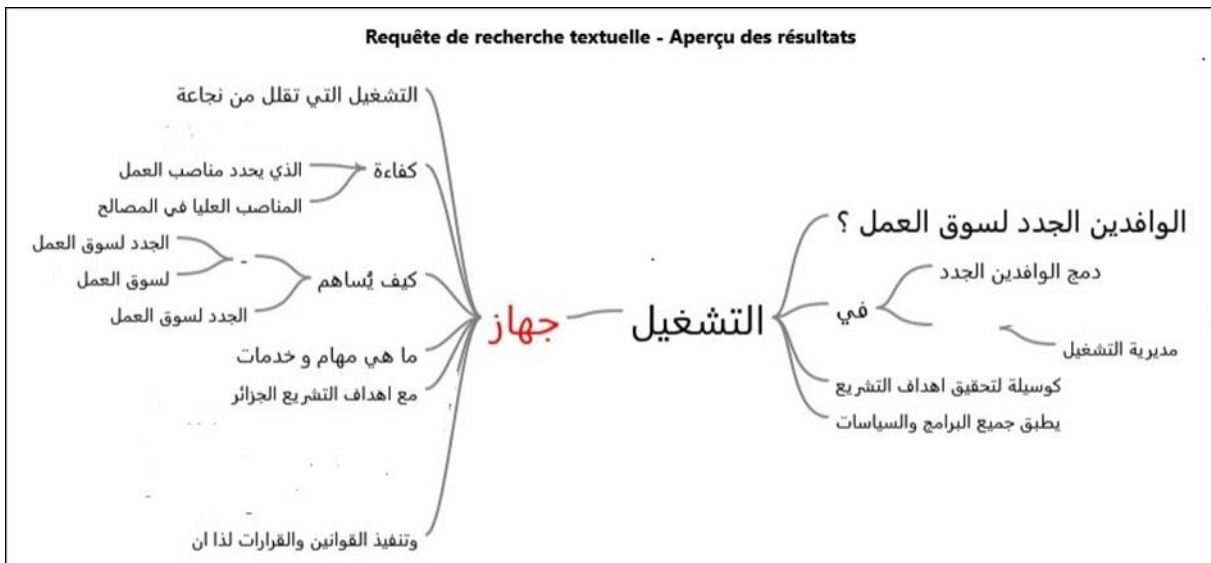 Requête de recherche textuelle - Aperçu des résultats
التشغيل التي تقلل من نجاعة
كفاءة
الذي يحدد مناصب العمل
المناصب العليا في المصالح
كيف يُساهم
-
الجدد لسوق العمل
لسوق العمل
الجدد لسوق العمل
ما هي مهام و خدمات
مع اهداف التشريع الجزائر
وتنفيذ القوانين والقرارات لذا ان
جهاز
التشغيل
الوافدين الجدد لسوق العمل ؟
في
دمج الوافدين الجدد
مديرية التشغيل
كوسيلة لتحقيق اهداف التشريع
يطبق جميع البرامج والسياسات